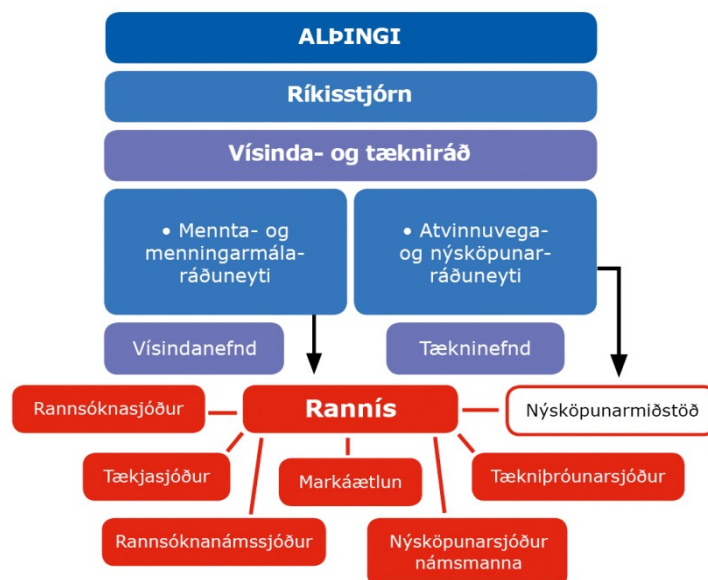 ALÞINGI
Ríkisstjórn
Vísinda- og tækniráð
• Mennta- og
menningarmála-
ráðuneyti
• Atvinnuvega-
og nýsköpunar-
ráðuneyti
Vísindanefnd
Tækninefnd
Rannsóknasjóður
Rannís
Nýsköpunarmiðstöð
Tækjasjóður
Markáætlun
Tækniþróunarsjóður
Rannsóknanámssjóður
Nýsköpunarsjóður
námsmanna